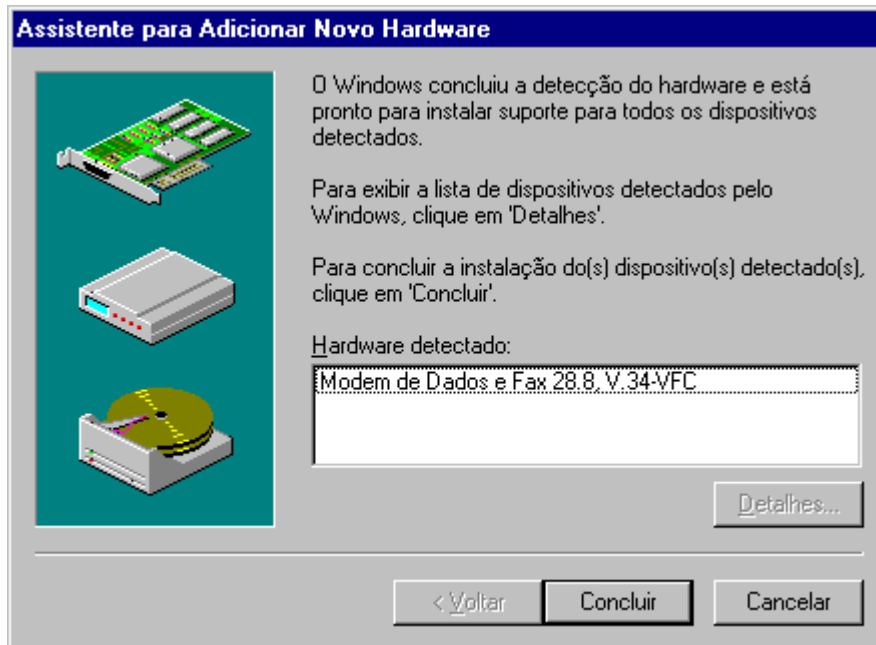 Assistente para Adicionar Novo Hardware
O Windows concluiu a detecção do hardware e está
pronto para instalar suporte para todos os dispositivos
detectados.
Para exibir a lista de dispositivos detectados pelo
Windows, clique em 'Detalhes'.
Para concluir a instalação do(s) dispositivo(s) detectado(s),
clique em 'Concluir'.
Hardware detectado:
Modem de Dados e Fax 28.8, V.34-VFC
Detalhes...
< Voltar
Concluir
Cancelar